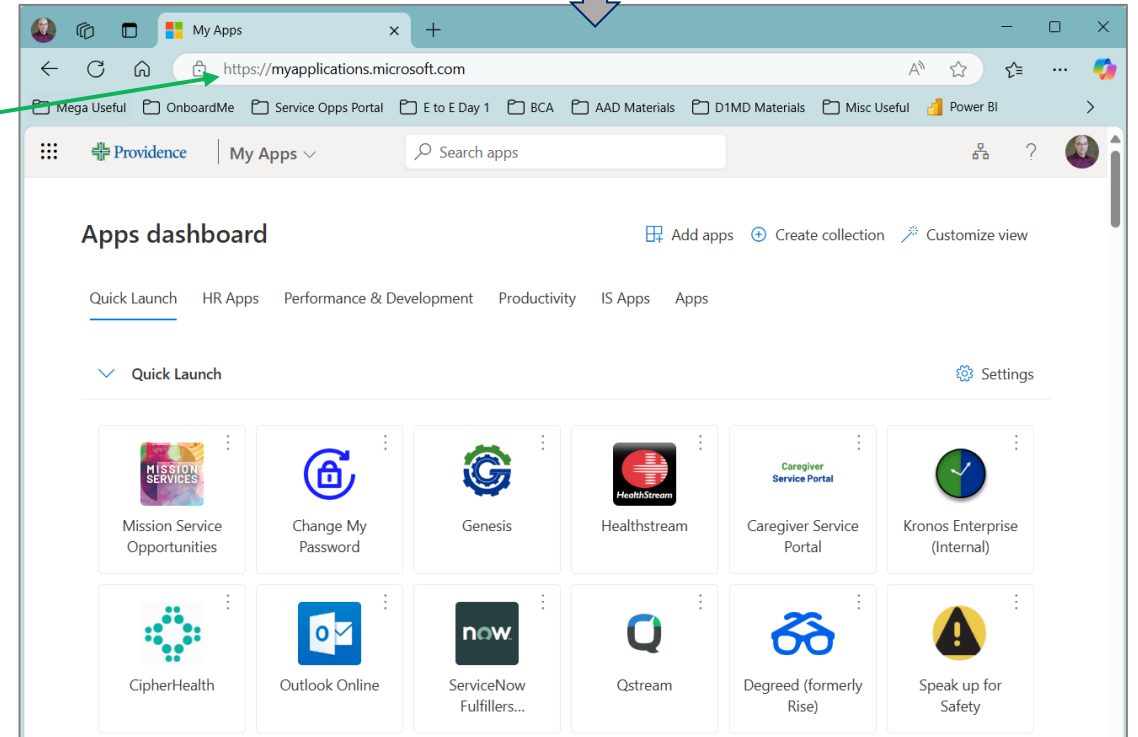 My Apps
https://myapplications.microsoft.com
Mega Useful OnboardMe Service Opps Portal E to E Day 1 BCA AAD Materials D1MD Materials Misc Useful Power BI
Providence My Apps Search apps ?
Apps dashboard
Add apps Create collection Customize view
Quick Launch HR Apps Performance & Development Productivity IS Apps Apps
Quick Launch Settings
MISSION
SERVICES
HealthStream
Caregiver
Service Portal
Mission Service
Opportunities
Change My
Password
Genesis
Healthstream
Caregiver Service
Portal
Kronos Enterprise
(Internal)
now.
CipherHealth
Outlook Online
ServiceNow
Fulfillers...
Qstream
Degreed (formerly
Rise)
Speak up for
Safety